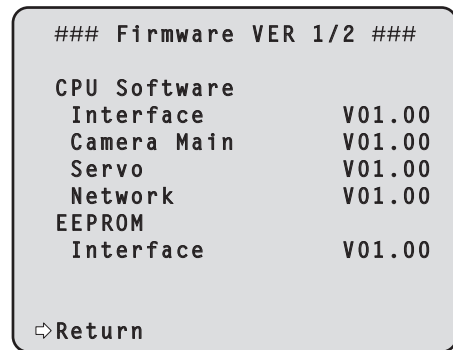 ### Firmware VER 1/2 ###
CPU Software
Interface V01.00
Camera Main V01.00
Servo V01.00
Network V01.00
EEPROM
Interface V01.00
⇨Return